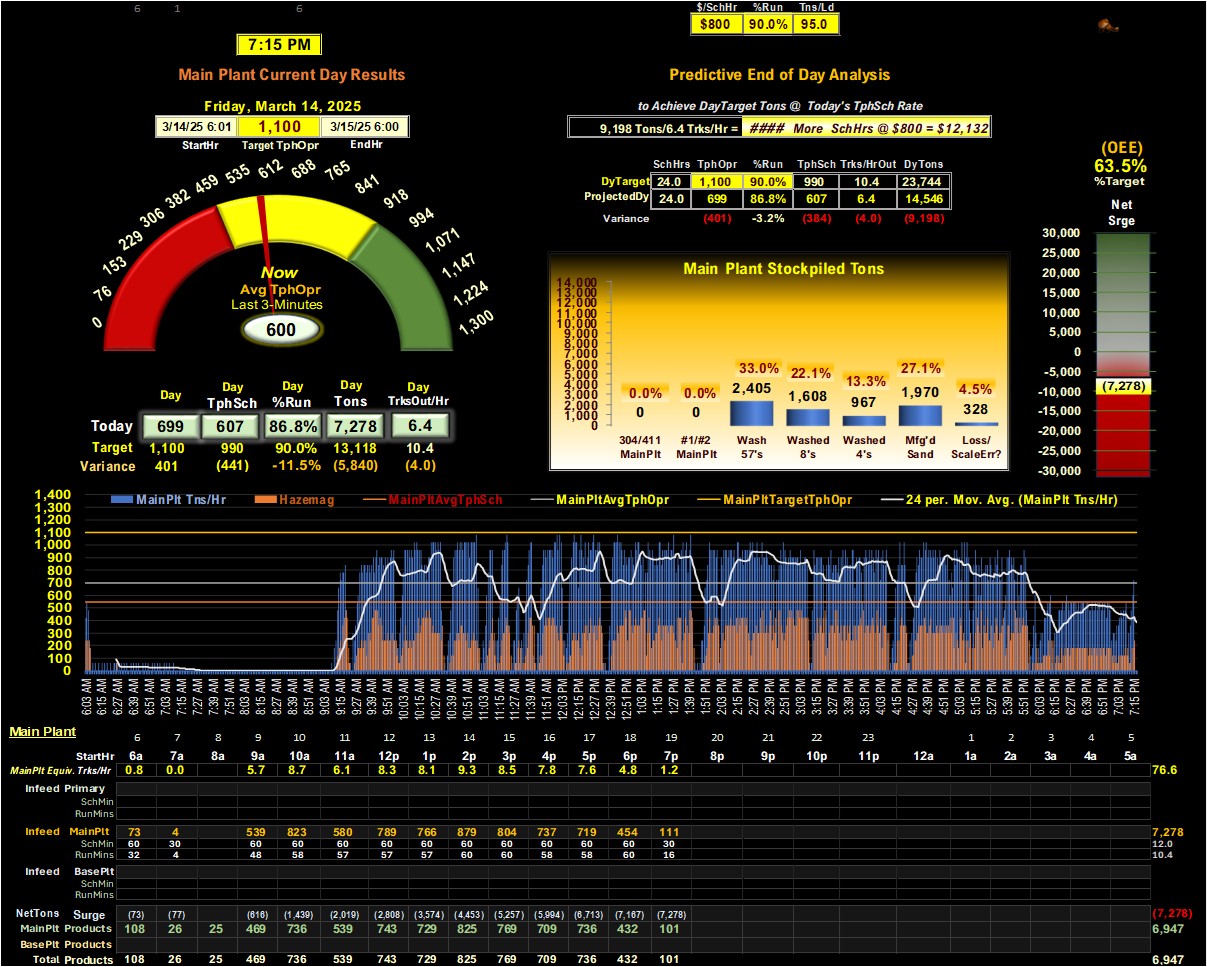 6 1 6
$/SchHr %Run Tns/Ld
$800 90.0% 95.0
7:15 PM
Main Plant Current Day Results
Predictive End of Day Analysis
Friday, March 14, 2025
to Achieve DayTarget Tons @ Today's TphSch Rate
3/14/25 6:01 1,100 3/15/25 6:00
StartHr Target TphOpr EndHr
9,198 Tons/6.4 Trks/Hr = #### More SchHrs @ $800 = $12,132
SchHrs TphOpr %Run TphSch Trks/HrOut DyTons
DyTarget 24.0 1,100 90.0% 990 10.4 23,744
ProjectedDy 24.0 699 86.8% 607 6.4 14,546
Variance (401) -3.2% (384) (4.0) (9,198)
(OEE)
63.5%
%Target
Net
Srge
30,000
25,000
20,000
15,000
10,000
5,000
0
-5,000
(7,278)
-10,000
-15,000
-20,000
-25,000
-30,000
0 76 153 229 306 382 459 535 612 688 765 841 918 994 1,071 1,147 1,224 1,300
Now
Avg TphOpr
Last 3-Minutes
600
Day Day TphSch Day %Run Day Tons Day TrksOut/Hr
Today 699 607 86.8% 7,278 6.4
Target 1,100 990 90.0% 13,118 10.4
Variance 401 (441) -11.5% (5,840) (4.0)
Main Plant Stockpiled Tons
14,000
13,000
12,000
11,000
10,000
9,000
8,000
7,000
6,000
5,000
4,000
3,000
2,000
1,000
0
0.0% 0.0% 33.0% 22.1% 13.3% 27.1% 4.5%
0 0 2,405 1,608 967 1,970 328
304/411 #1/#2 Wash Washed Washed Mfg'd Loss/
MainPlt MainPlt 57's 8's 4's Sand ScaleErr?
MainPlt Tns/Hr Hazemag MainPltAvgTphSch MainPltAvgTphOpr MainPltTargetTphOpr 24 per. Mov. Avg. (MainPlt Tns/Hr)
1,400
1,300
1,200
1,100
1,000
900
800
700
600
500
400
300
200
100
0
6:03 AM 6:15 AM 6:27 AM 6:39 AM 6:51 AM 7:03 AM 7:15 AM 7:27 AM 7:39 AM 7:51 AM 8:03 AM 8:15 AM 8:27 AM 8:39 AM 8:51 AM 9:03 AM 9:15 AM 9:27 AM 9:39 AM 9:51 AM 10:03 AM 10:15 AM 10:27 AM 10:39 AM 10:51 AM 11:03 AM 11:15 AM 11:27 AM 11:39 AM 11:51 AM 12:03 PM 12:15 PM 12:27 PM 12:39 PM 12:51 PM 1:03 PM 1:15 PM 1:27 PM 1:39 PM 1:51 PM 2:03 PM 2:15 PM 2:27 PM 2:39 PM 2:51 PM 3:03 PM 3:15 PM 3:27 PM 3:39 PM 3:51 PM 4:03 PM 4:15 PM 4:27 PM 4:39 PM 4:51 PM 5:03 PM 5:15 PM 5:27 PM 5:39 PM 5:51 PM 6:03 PM 6:15 PM 6:27 PM 6:39 PM 6:51 PM 7:03 PM 7:15 PM
Main Plant
6 7 8 9 10 11 12 13 14 15 16 17 18 19 20 21 22 23 1 2 3 4 5
StartHr 6a 7a 8a 9a 10a 11a 12p 1p 2p 3p 4p 5p 6p 7p 8p 9p 10p 11p 12a 1a 2a 3a 4a 5a
MainPlt Equiv. Trks/Hr 0.8 0.0 5.7 8.7 6.1 8.3 8.1 9.3 8.5 7.8 7.6 4.8 1.2 76.6
Infeed Primary
SchMin
RunMins
Infeed MainPlt 73 4 539 823 580 789 766 879 804 737 719 454 111 7,278
SchMin 60 30 60 60 60 60 60 60 60 60 60 60 30 12.0
RunMins 32 4 48 58 57 57 57 60 60 58 58 60 16 10.4
Infeed BasePlt
SchMin
RunMins
NetTons Surge (73) (77) (616) (1,439) (2,019) (2,808) (3,574) (4,453) (5,257) (5,994) (6,713) (7,167) (7,278) (7,278)
MainPlt Products 108 26 25 469 736 539 743 729 825 769 709 736 432 101 6,947
BasePlt Products
Total Products 108 26 25 469 736 539 743 729 825 769 709 736 432 101 6,947